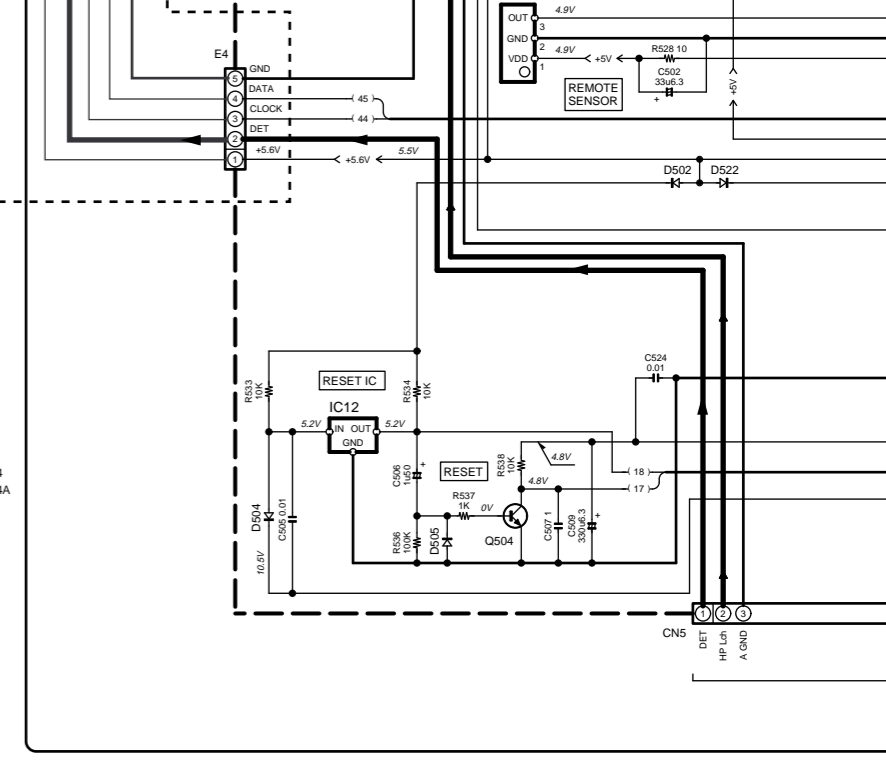 OUT
4.9V
3
GND
2
4.9V
VDD
1
+5V
R528 10
C502
33u6.3
+
+5V
REMOTE
SENSOR
E4
5
GND
4
DATA
45
3
CLOCK
44
2
DET
1
+5.6V
+5.6V
5.5V
D502
D522
C524
0.01
R533
10K
RESET IC
R534
10K
IC12
5.2V
IN
OUT
5.2V
GND
C506
1u50
+
RESET
R538
10K
4.8V
18
4.8V
17
R537
1K
0V
D504
C505 0.01
R536
100K
D505
Q504
C507 1
C509
330u6.3
+
10.5V
4
4A
CN5
1
2
3
DET
HP Lch
A GND